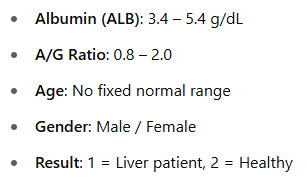 • Albumin (ALB): 3.4 – 5.4 g/dL
• A/G Ratio: 0.8 – 2.0
• Age: No fixed normal range
• Gender: Male / Female
• Result: 1 = Liver patient, 2 = Healthy